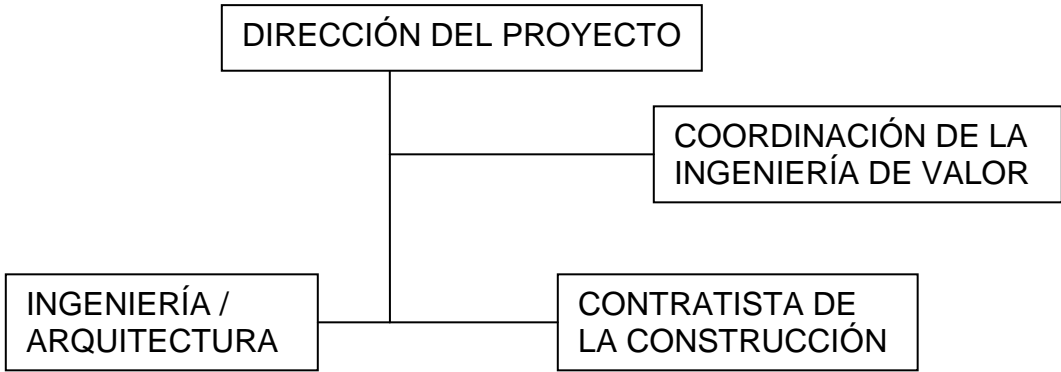 DIRECCIÓN DEL PROYECTO
COORDINACIÓN DE LA
INGENIERÍA DE VALOR
INGENIERÍA /
ARQUITECTURA
CONTRATISTA DE
LA CONSTRUCCIÓN